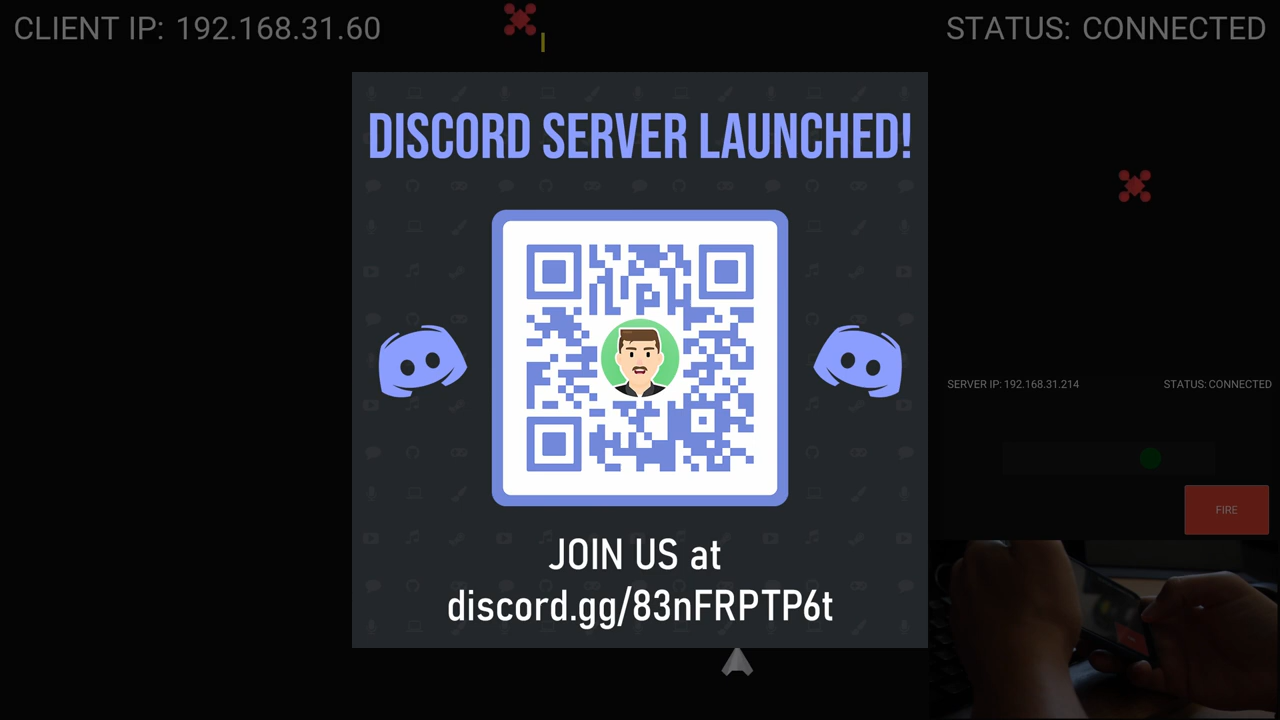 CLIENT IP: 192.168.31.60
STATUS: CONNECTED
DISCORD SERVER LAUNCHED!
SERVER IP: 192.168.31.214
STATUS: CONNECTED
FIRE
JOIN US at
discord.gg/83nFRPTP6t